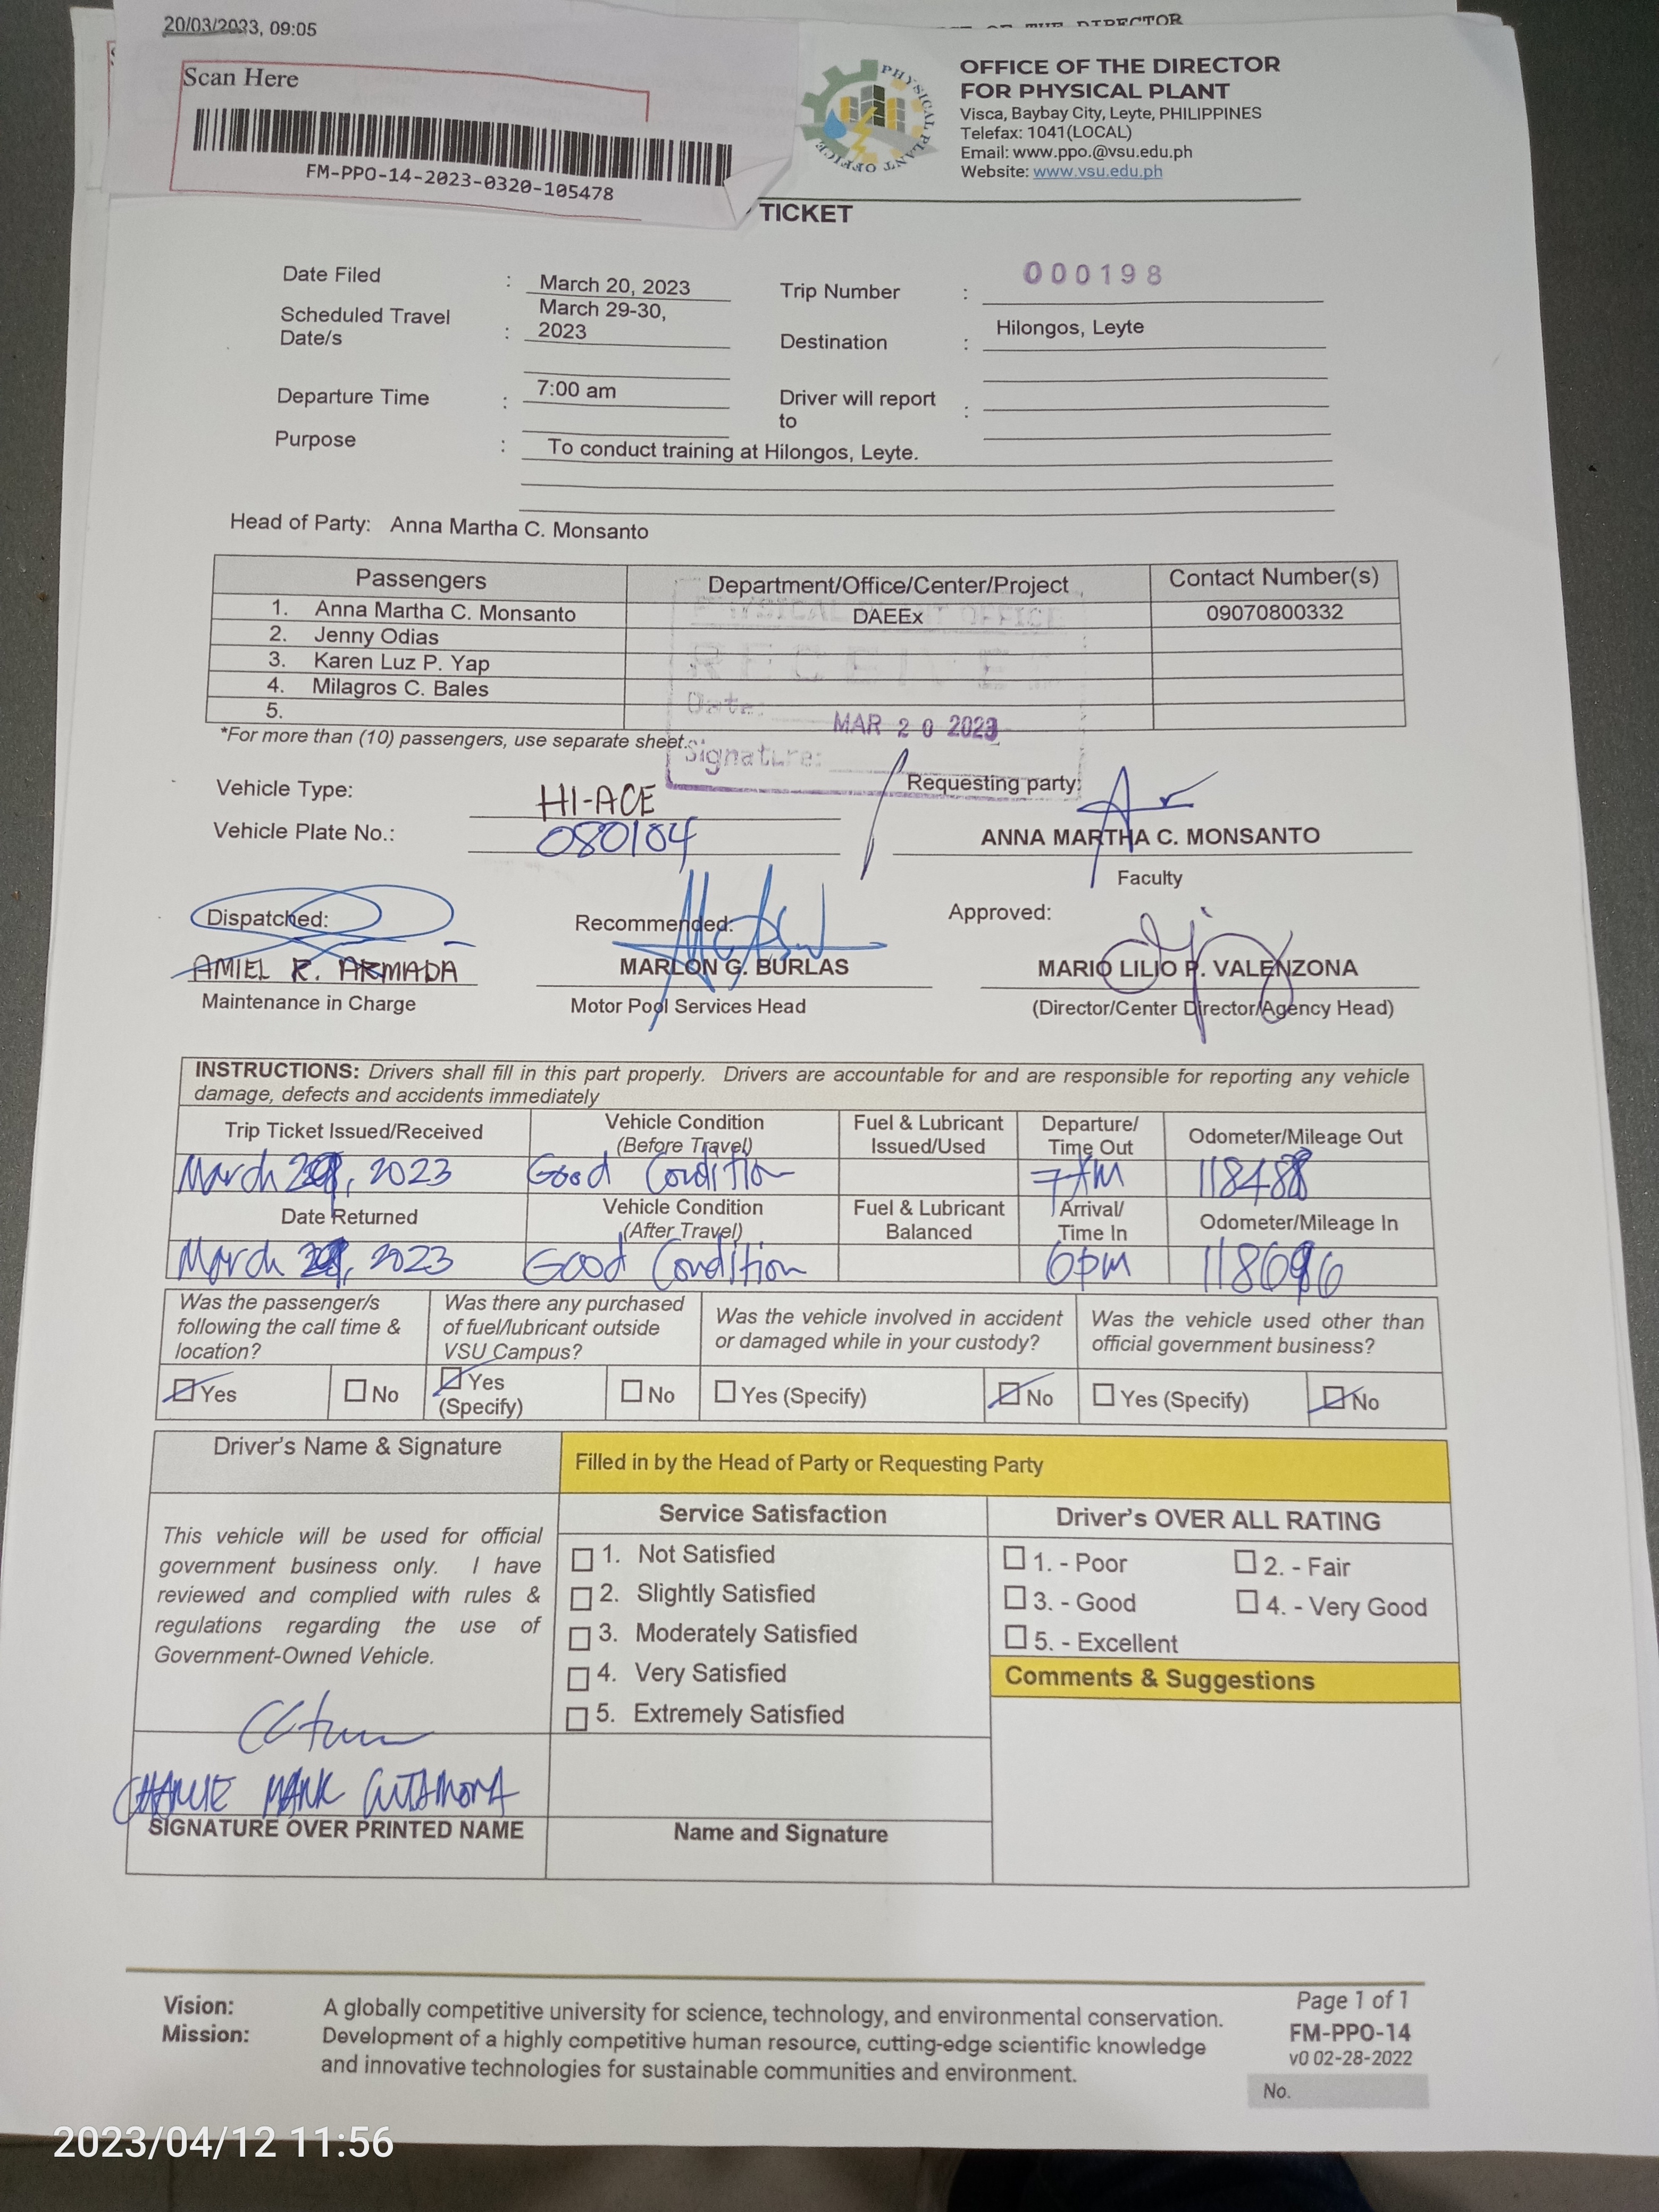 OF THE DIRECTOR
20/03/2023, 09:05
Scan Here
FM-PPO-14-2023-0320-105478
PHYSICAL PLANT OFFICE
OFFICE OF THE DIRECTOR
FOR PHYSICAL PLANT
Visca, Baybay City, Leyte, PHILIPPINES
Telefax: 1041(LOCAL)
Email: www.ppo.@vsu.edu.ph
Website: www.vsu.edu.ph
TICKET
Date Filed : March 20, 2023 Trip Number : 000198
Scheduled Travel Date/s : March 29-30, 2023 Destination : Hilongos, Leyte
Departure Time : 7:00 am Driver will report to :
Purpose : To conduct training at Hilongos, Leyte.
Head of Party: Anna Martha C. Monsanto
Passengers Department/Office/Center/Project Contact Number(s)
1. Anna Martha C. Monsanto DAEEx 09070800332
2. Jenny Odias
3. Karen Luz P. Yap
4. Milagros C. Bales
5.
PHYSICAL PLANT OFFICE
RECEIVED
Date: MAR 20 2023
Signature:
*For more than (10) passengers, use separate sheet.
Vehicle Type: HI-ACE Requesting party:
Vehicle Plate No.: 080104 ANNA MARTHA C. MONSANTO
Faculty
Dispatched: Recommended: Approved:
AMIEL R. ARMADA MARLON G. BURLAS MARIO LILIO P. VALENZONA
Maintenance in Charge Motor Pool Services Head (Director/Center Director/Agency Head)
INSTRUCTIONS: Drivers shall fill in this part properly. Drivers are accountable for and are responsible for reporting any vehicle
damage, defects and accidents immediately
Trip Ticket Issued/Received Vehicle Condition (Before Travel) Fuel & Lubricant Issued/Used Departure/ Time Out Odometer/Mileage Out
March , 2023 Good Condition 7AM 118488
Date Returned Vehicle Condition (After Travel) Fuel & Lubricant Balanced Arrival/ Time In Odometer/Mileage In
March , 2023 Good Condition 6pm
Was the passenger/s following the call time & location? Was there any purchased of fuel/lubricant outside VSU Campus? Was the vehicle involved in accident or damaged while in your custody? Was the vehicle used other than official government business?
Yes No Yes (Specify) No Yes (Specify) No Yes (Specify) No
Driver's Name & Signature Filled in by the Head of Party or Requesting Party
Service Satisfaction Driver's OVER ALL RATING
This vehicle will be used for official
government business only. I have
reviewed and complied with rules &
regulations regarding the use of
Government-Owned Vehicle.
1. Not Satisfied
2. Slightly Satisfied
3. Moderately Satisfied
4. Very Satisfied
5. Extremely Satisfied
1. - Poor 2. - Fair
3. - Good 4. - Very Good
5. - Excellent
Comments & Suggestions
CHARLIE MARK
SIGNATURE OVER PRINTED NAME Name and Signature
Vision: A globally competitive university for science, technology, and environmental conservation.
Mission: Development of a highly competitive human resource, cutting-edge scientific knowledge
and innovative technologies for sustainable communities and environment.
Page 1 of 1
FM-PPO-14
v0 02-28-2022
No.
2023/04/12 11:56